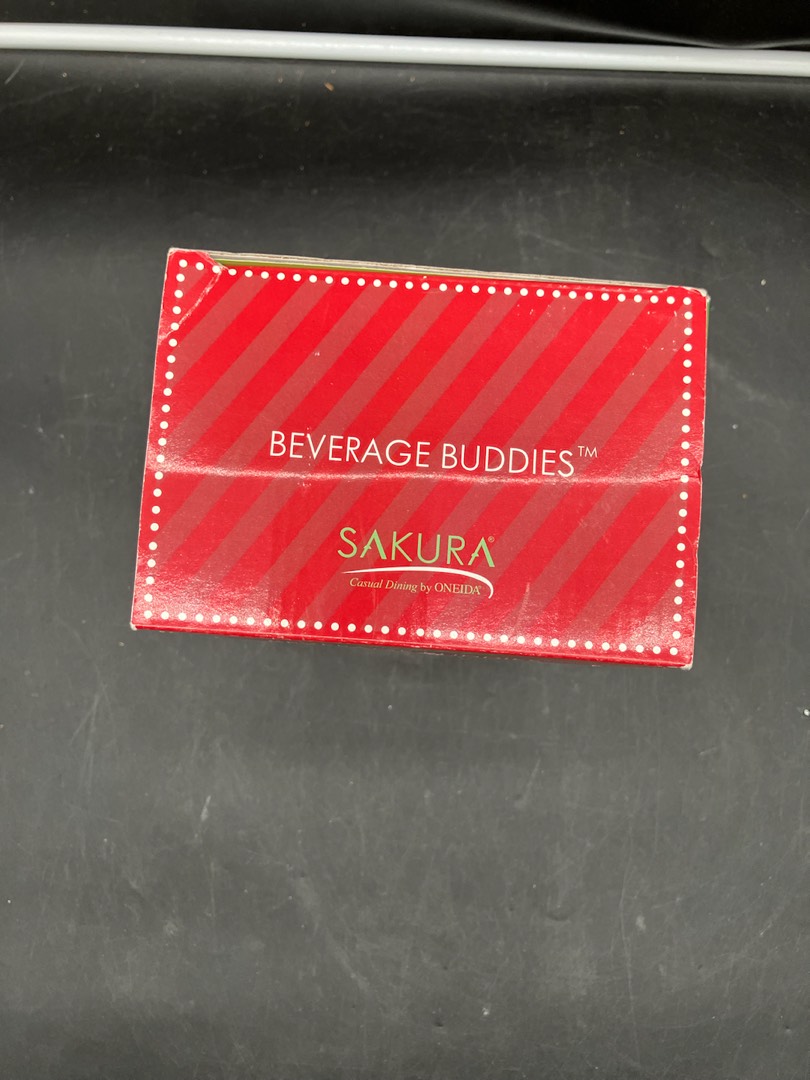 BEVERAGE BUDDIES™
SAKURA®
Casual Dining by ONEIDA®